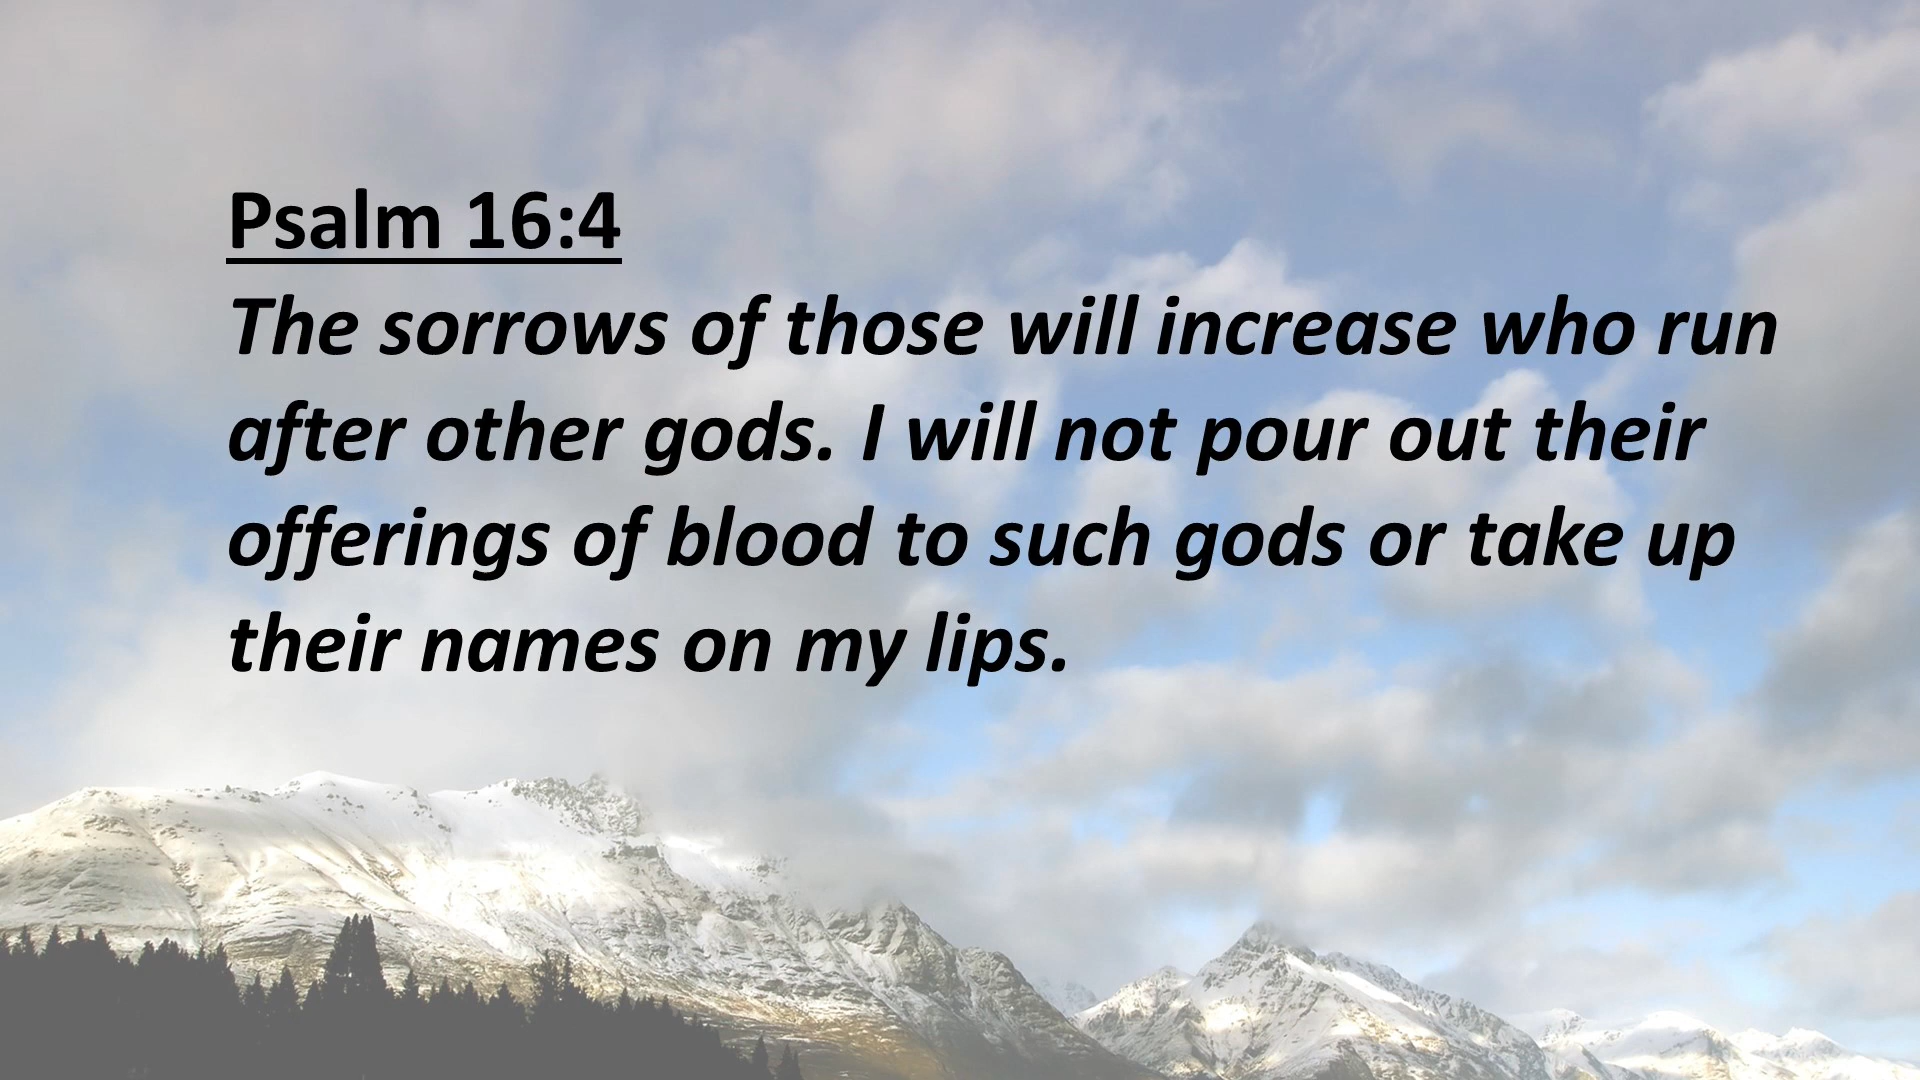 Psalm 16:4
The sorrows of those will increase who run
after other gods. I will not pour out their
offerings of blood to such gods or take up
their names on my lips.